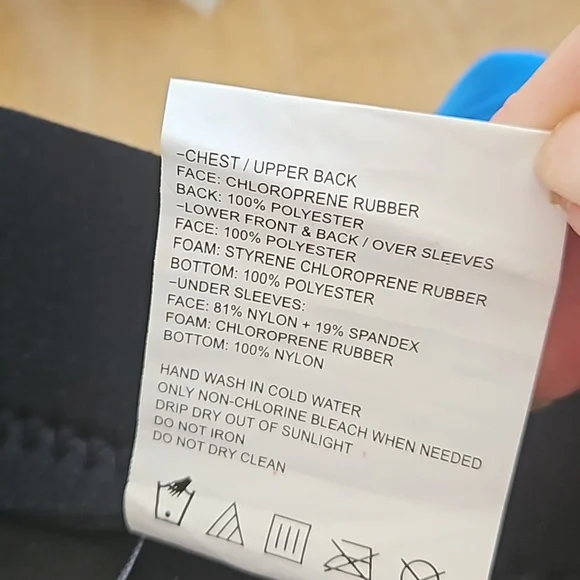 –CHEST / UPPER BACK
FACE: CHLOROPRENE RUBBER
BACK: 100% POLYESTER
–LOWER FRONT & BACK / OVER SLEEVES
FACE: 100% POLYESTER
FOAM: STYRENE CHLOROPRENE RUBBER
BOTTOM: 100% POLYESTER
–UNDER SLEEVES:
FACE: 81% NYLON + 19% SPANDEX
FOAM: CHLOROPRENE RUBBER
BOTTOM: 100% NYLON
HAND WASH IN COLD WATER
ONLY NON-CHLORINE BLEACH WHEN NEEDED
DRIP DRY OUT OF SUNLIGHT
DO NOT IRON
DO NOT DRY CLEAN